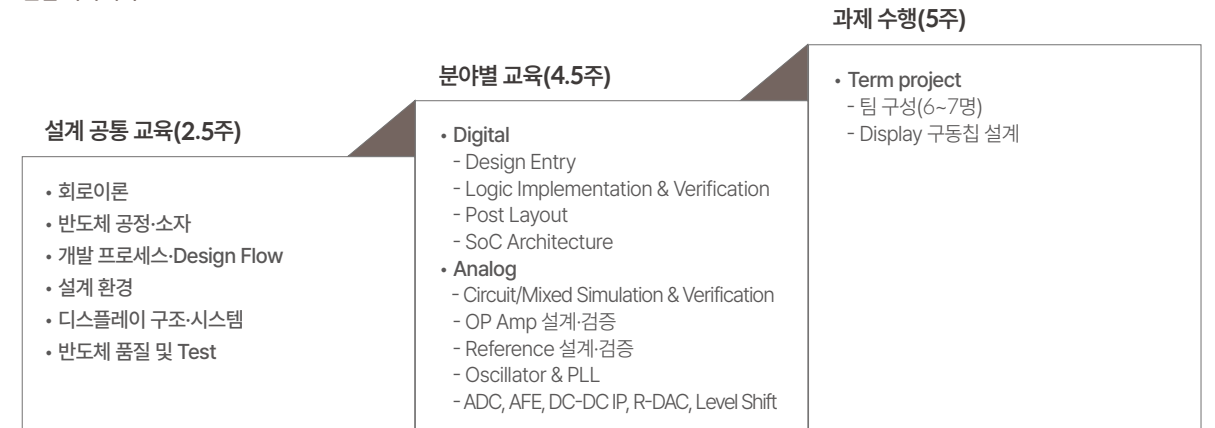 설계 공통 교육(2.5주)
• 회로이론
• 반도체 공정·소자
• 개발 프로세스·Design Flow
• 설계 환경
• 디스플레이 구조·시스템
• 반도체 품질 및 Test
분야별 교육(4.5주)
• Digital
- Design Entry
- Logic Implementation & Verification
- Post Layout
- SoC Architecture
• Analog
- Circuit/Mixed Simulation & Verification
- OP Amp 설계·검증
- Reference 설계·검증
- Oscillator & PLL
- ADC, AFE, DC-DC IP, R-DAC, Level Shift
과제 수행(5주)
• Term project
- 팀 구성(6~7명)
- Display 구동칩 설계